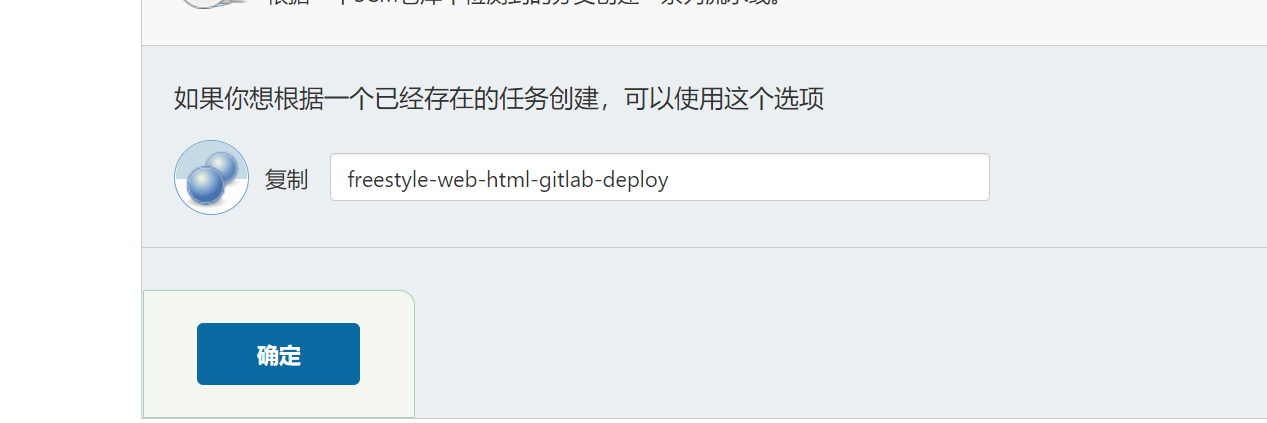 如果你想根据一个已经存在的任务创建，可以使用这个选项
复制
freestyle-web-html-gitlab-deploy
确定